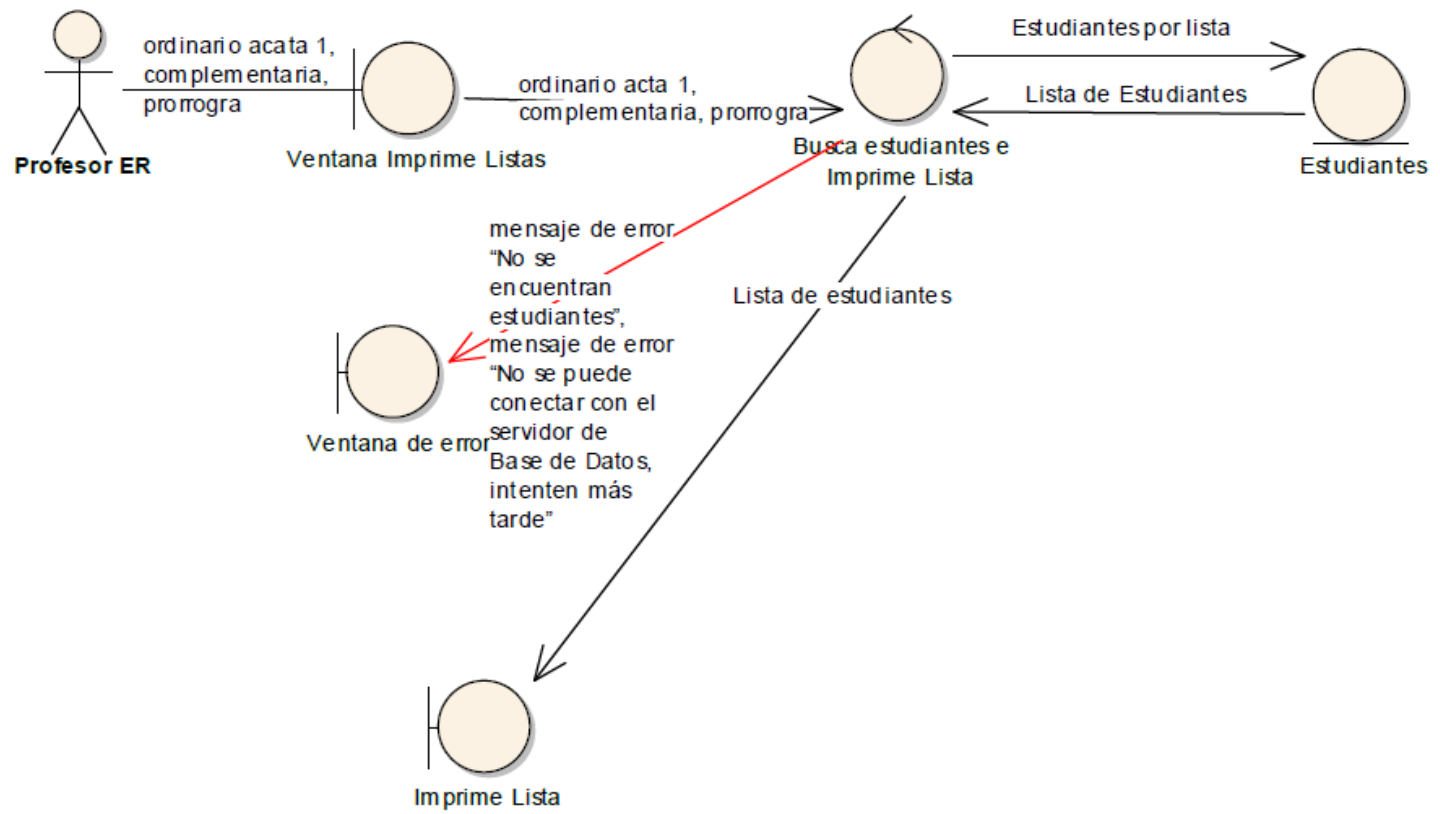 ordinario acata 1,
complementaria,
prorrogra
Profesor ER
Ventana Imprime Listas
ordinario acta 1,
complementaria, prorrogra
Busca estudiantes e
Imprime Lista
Estudiantes por lista
Lista de Estudiantes
Estudiantes
mensaje de error
“No se
encuentran
estudiantes”,
mensaje de error
“No se puede
conectar con el
servidor de
Base de Datos,
intenten más
tarde”
Ventana de error
Lista de estudiantes
Imprime Lista